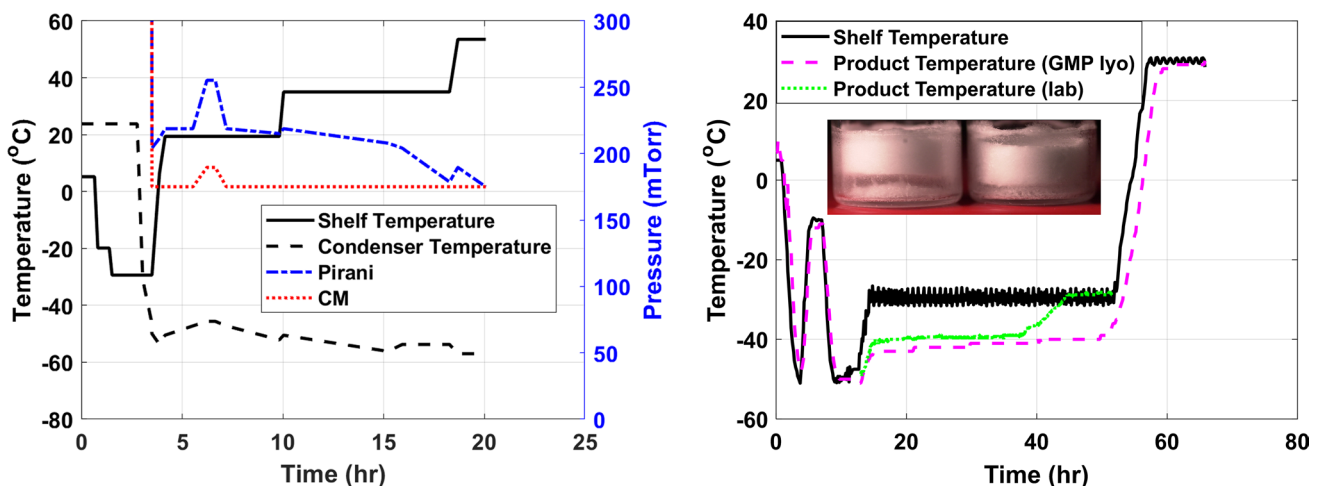 80
60
40
20
0
-20
-40
-60
-80
Temperature (°C)
0
5
10
15
20
25
Time (hr)
300
250
200
150
100
50
0
Pressure (mTorr)
Shelf Temperature
Condenser Temperature
Pirani
CM
40
20
0
-20
-40
-60
Temperature (°C)
0
20
40
60
80
Time (hr)
Shelf Temperature
Product Temperature (GMP lyo)
Product Temperature (lab)